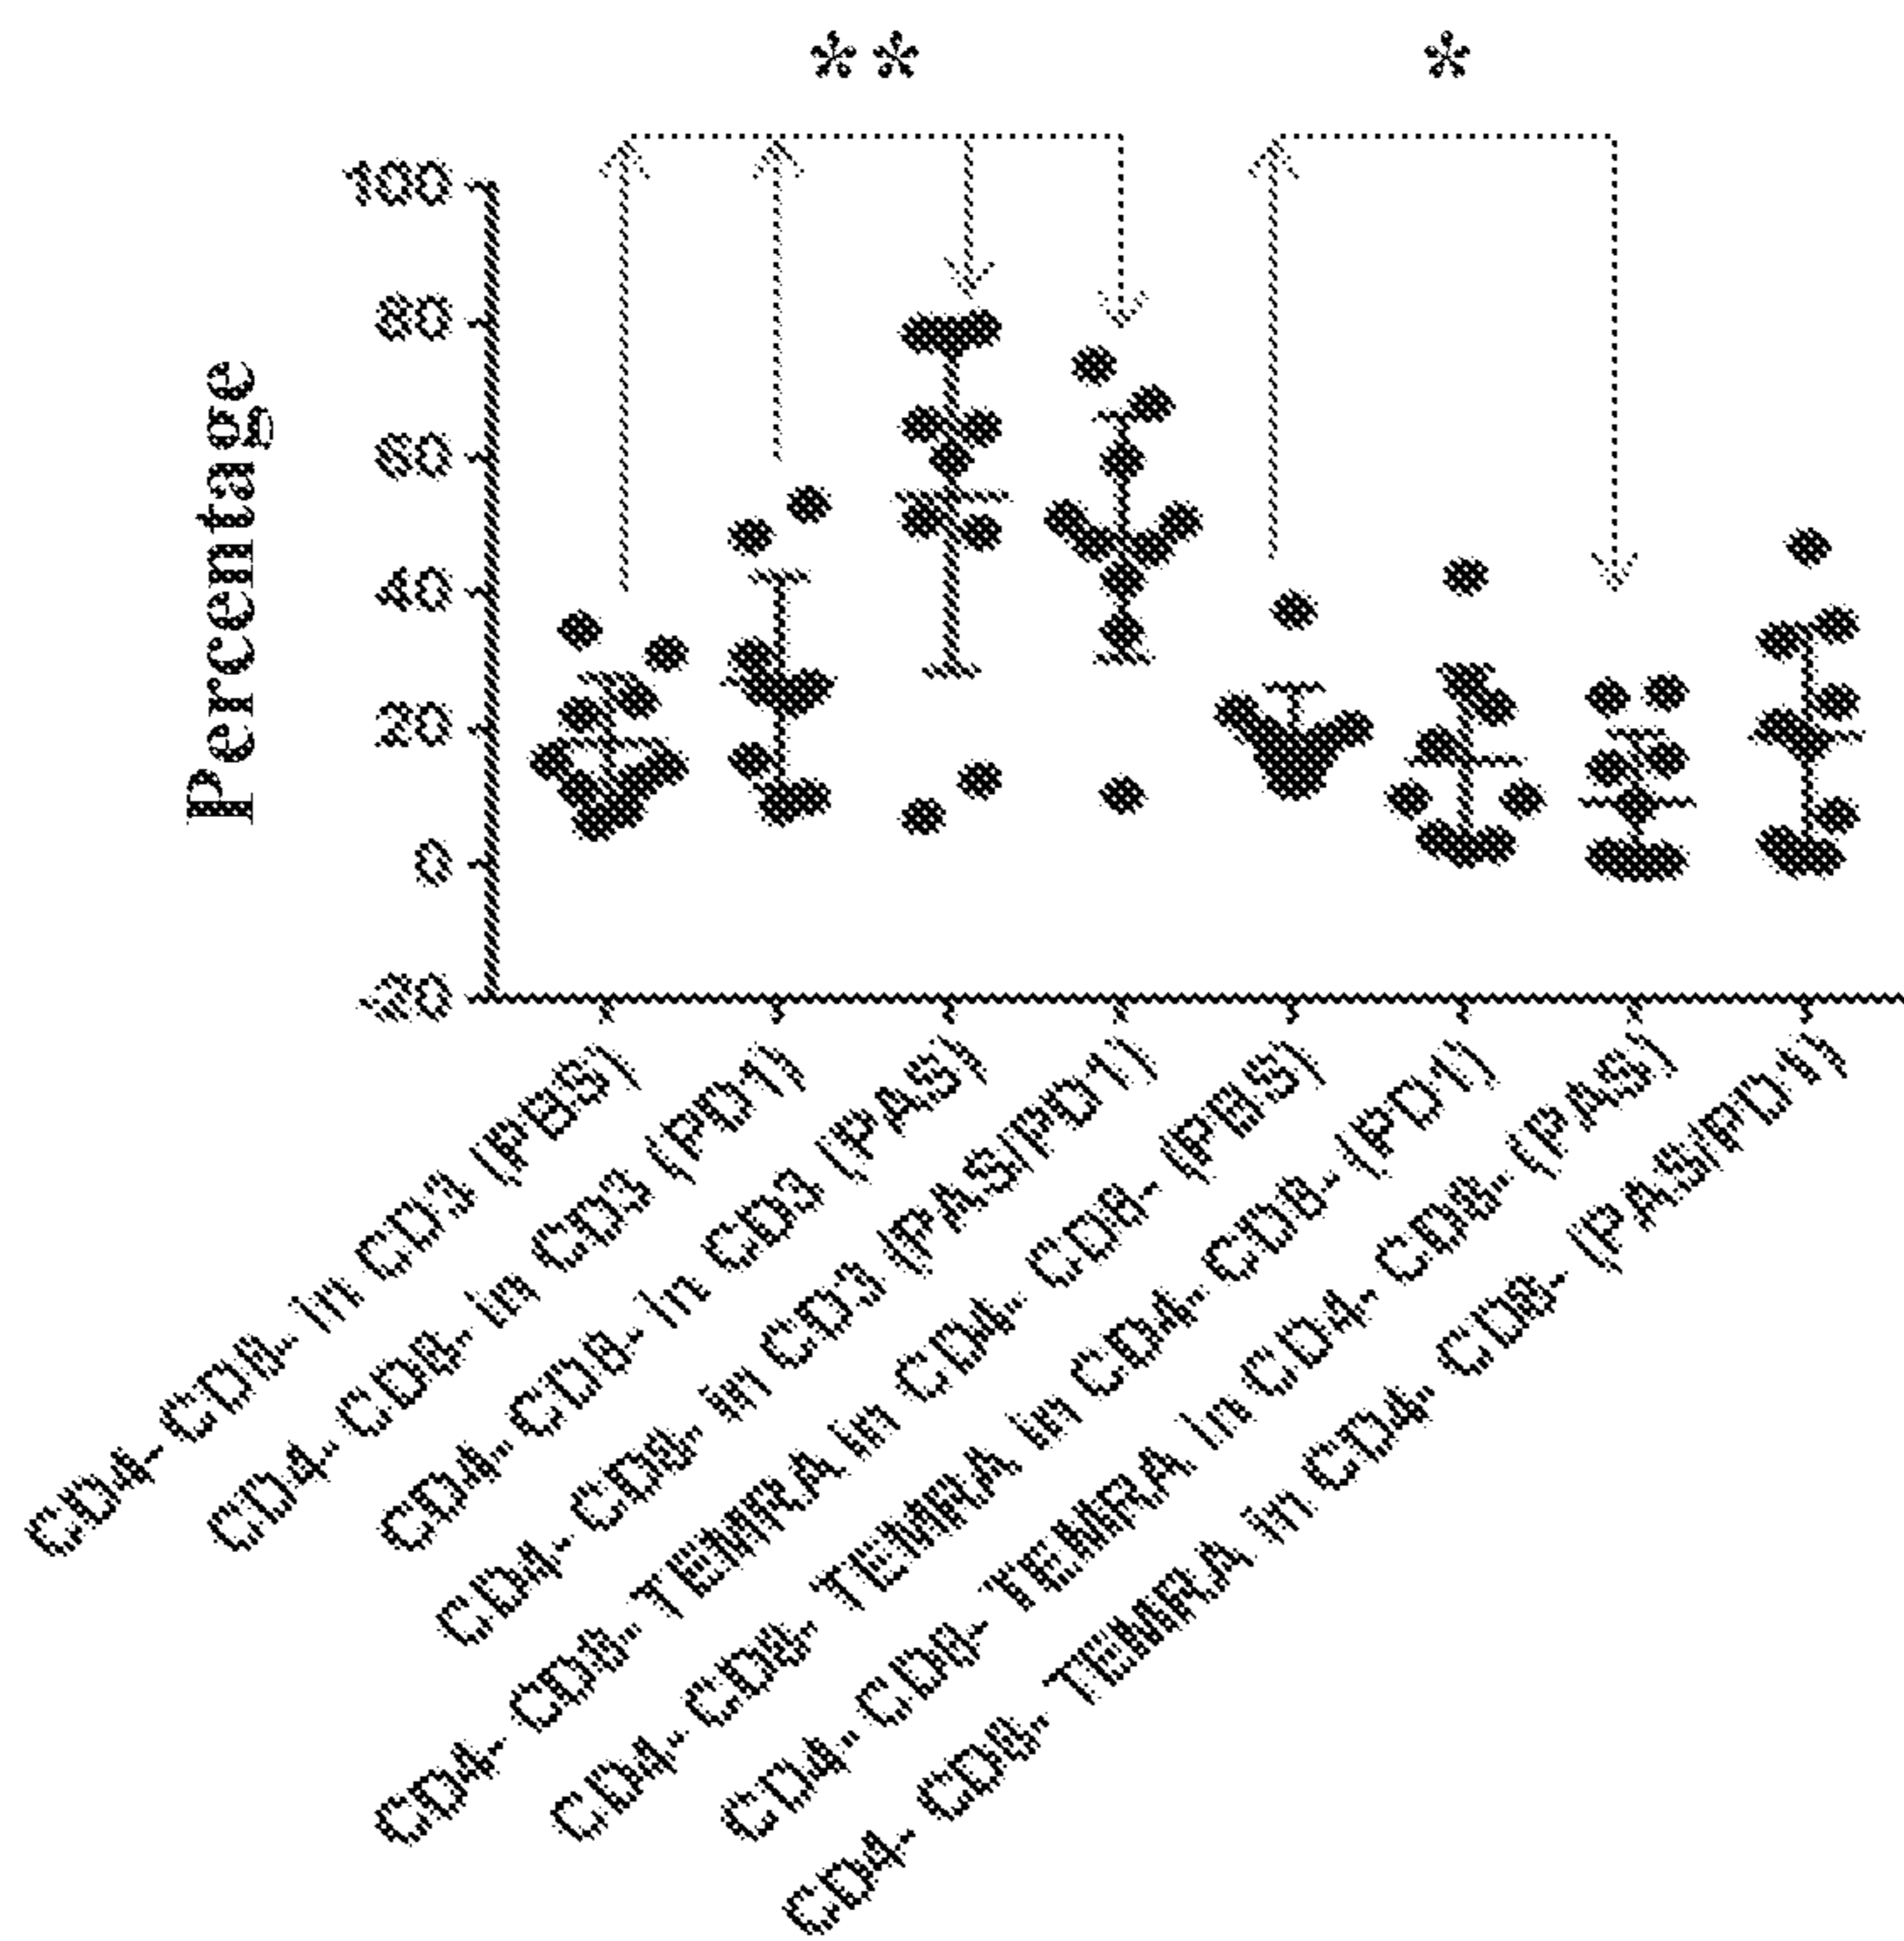 ** *
Percentage
100
80
60
40
20
0
-20
CD4- CD8- in CD3 (PBS)
CD4- CD8- in CD3 (PD1)
CD4- CD8- in CD3 (PAS)
CD4- CD8- in CD3 (PAS/PD1)
CD4- CD8- TEMRA in CD4- CD8- (PBS)
CD4- CD8- TEMRA in CD4- CD8- (PD1)
CD4- CD8- TEMRA in CD4- CD8- (PAS)
CD4- CD8- TEMRA in CD4- CD8- (PAS/PD1)